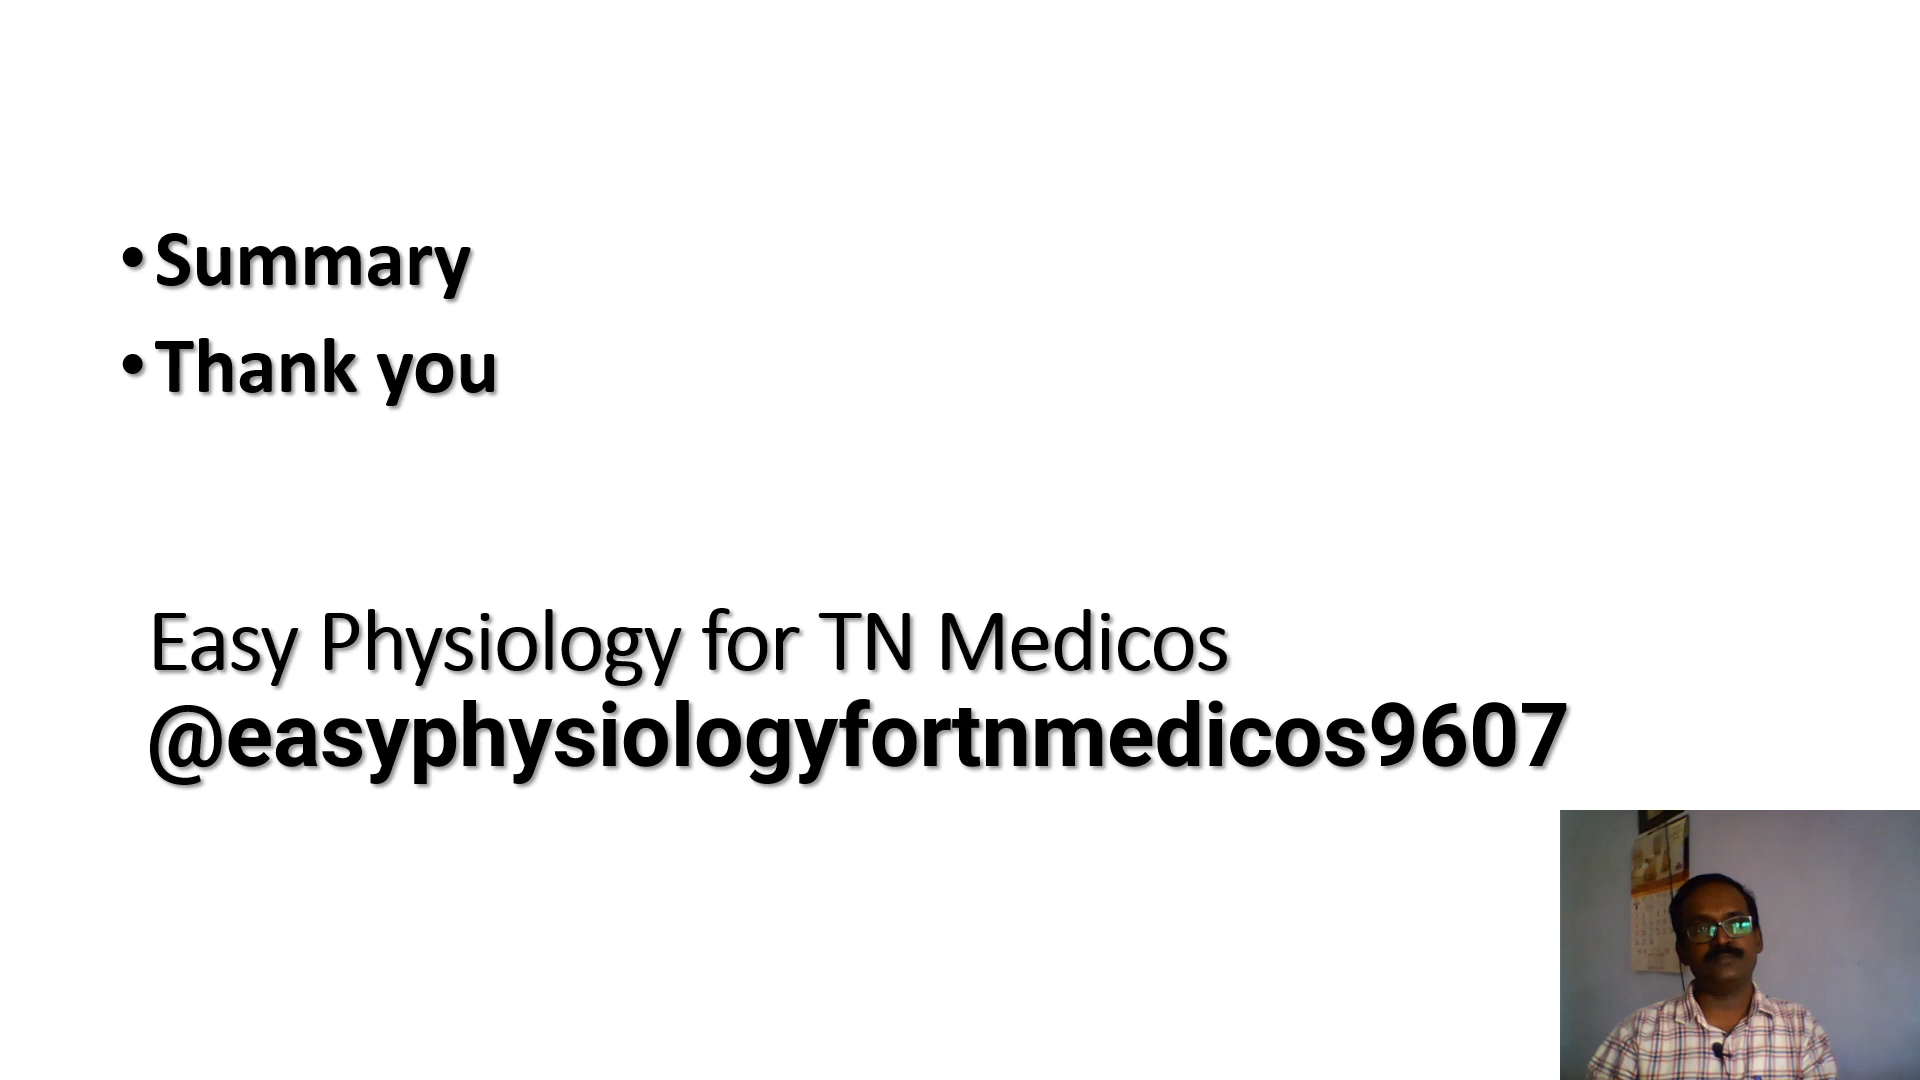 • Summary
• Thank you
Easy Physiology for TN Medicos
@easyphysiologyfortnmedicos9607